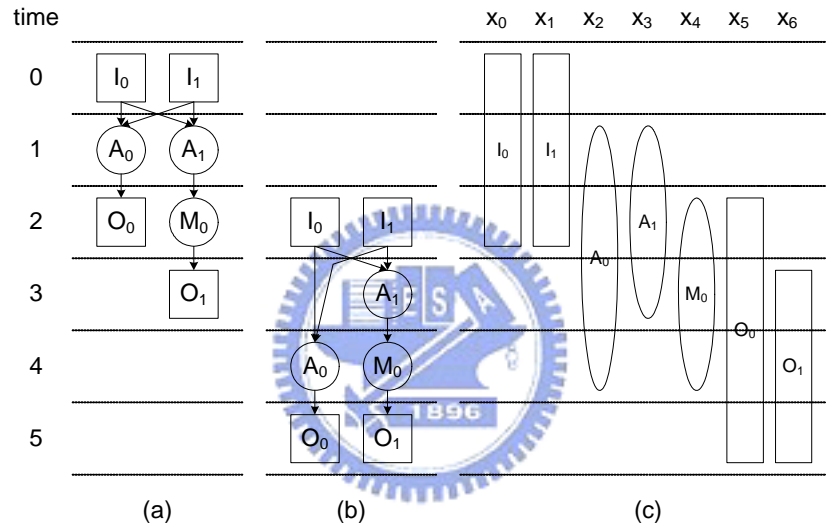 time x₀ x₁ x₂ x₃ x₄ x₅ x₆
0 I₀ I₁
1 A₀ A₁ I₀ I₁
2 O₀ M₀ I₀ I₁ A₁
A₀
3 O₁ A₁ M₀
O₀
4 A₀ M₀ O₁
1896
5 O₀ O₁
(a) (b) (c)
E S A